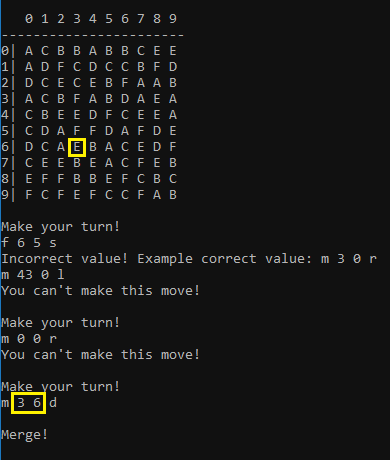 0 1 2 3 4 5 6 7 8 9
-----------------------
0| A C B B A B B C E E
1| A D F C D C C B F D
2| D C E C E B F A A B
3| A C B F A B D A E A
4| C B E E D F C E E A
5| C D A F F D A F D E
6| D C A E B A C E D F
7| C E E B E A C F E B
8| E F F B B E F C B C
9| F C F E F C C F A B
Make your turn!
f 6 5 s
Incorrect value! Example correct value: m 3 0 r
m 43 0 l
You can't make this move!
Make your turn!
m 0 0 r
You can't make this move!
Make your turn!
m 3 6 d
Merge!